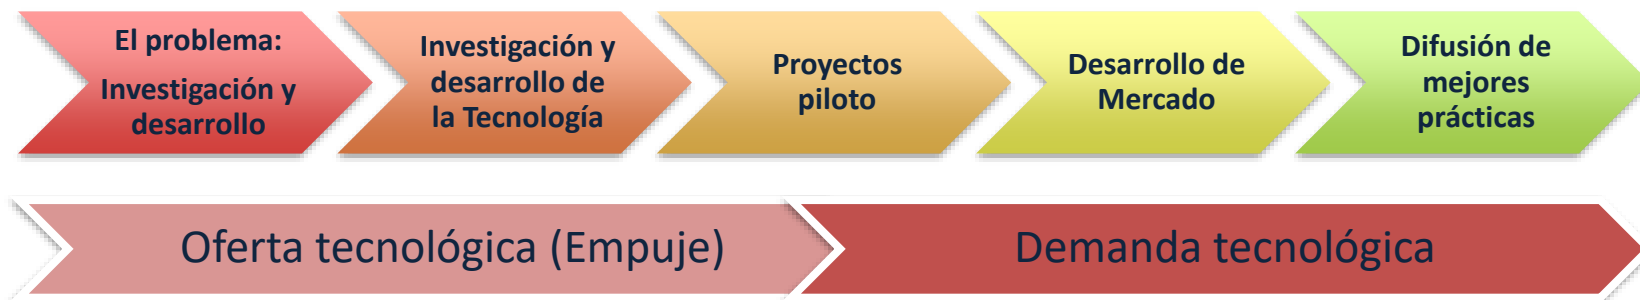 El problema:
Investigación y
desarrollo
Investigación y
desarrollo de
la Tecnología
Proyectos
piloto
Desarrollo de
Mercado
Difusión de
mejores
prácticas
Oferta tecnológica (Empuje)
Demanda tecnológica